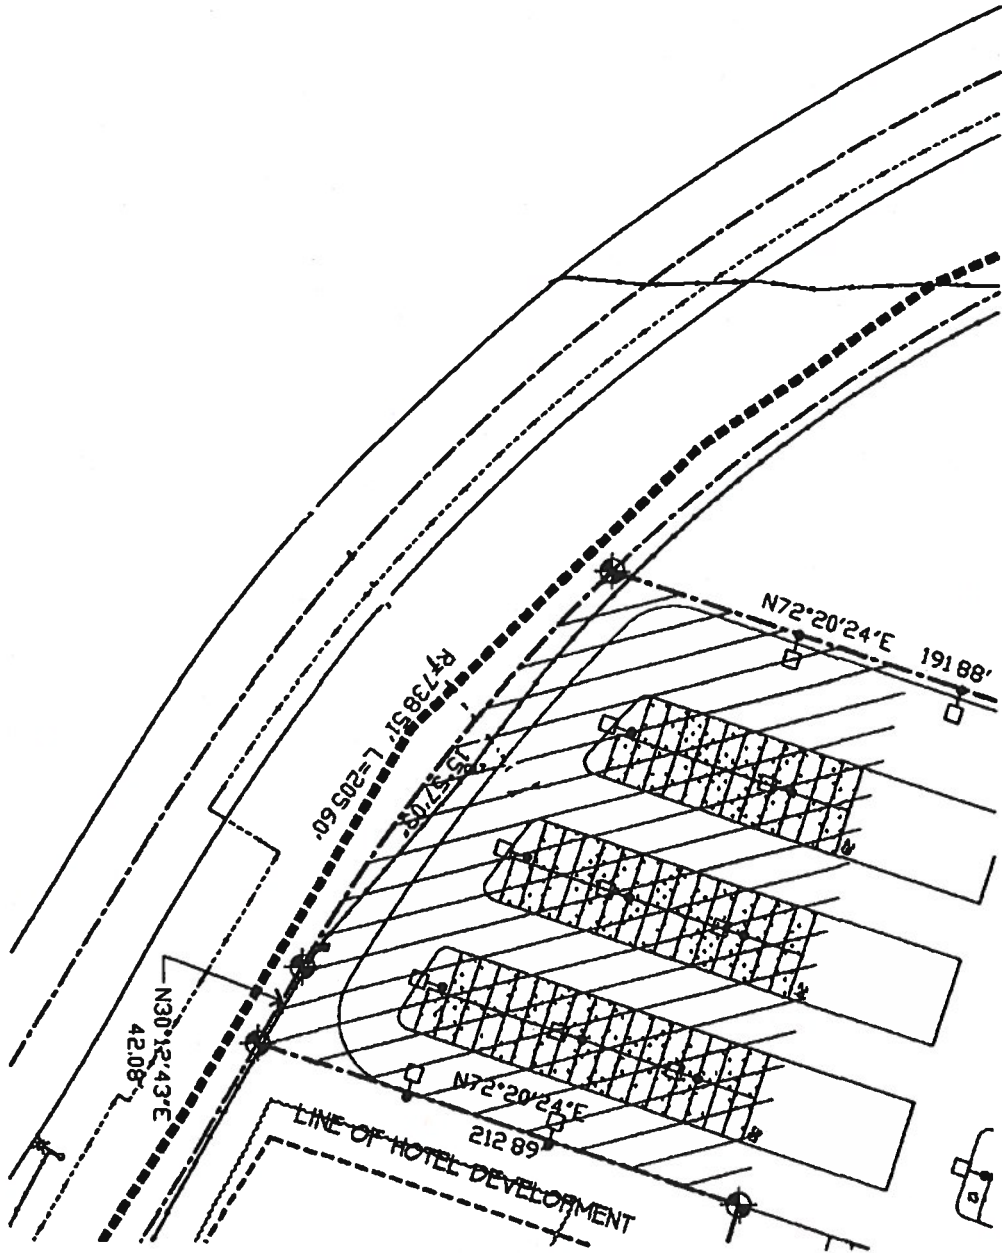 N72°20'24"E 191 88'
R=738 51' L=205 60'
15°57'09"
N30°12'43"E
42.08'
N72°20'24"E
212 89'
LINE OF HOTEL DEVELOPMENT